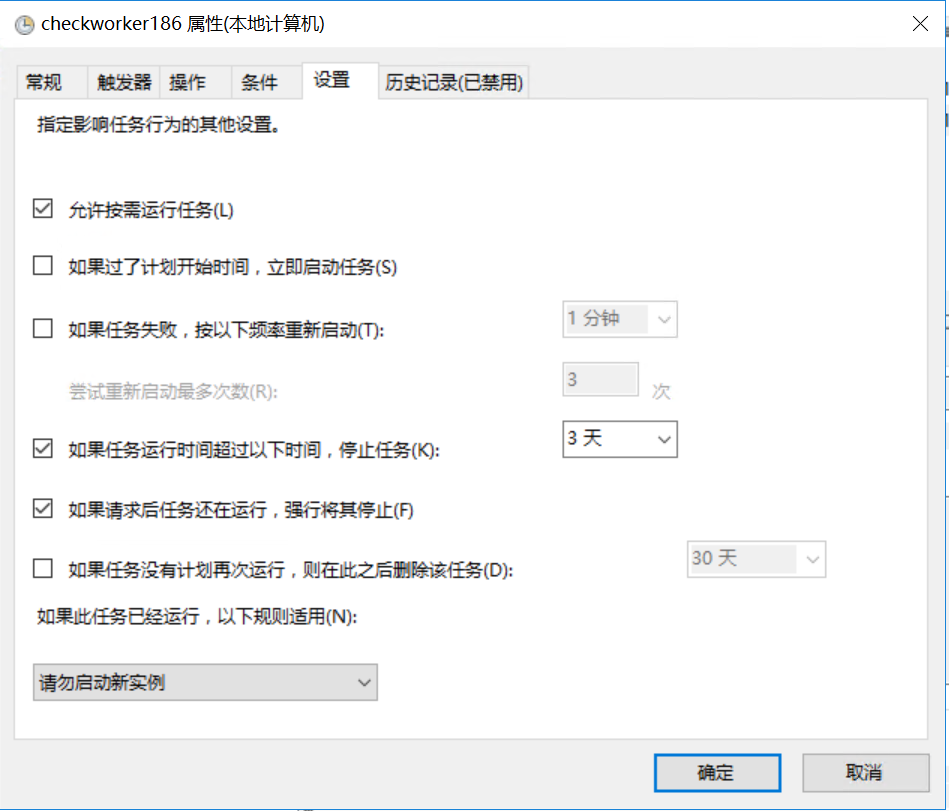 checkworker186 属性(本地计算机)
常规 触发器 操作 条件 设置 历史记录(已禁用)
指定影响任务行为的其他设置。
允许按需运行任务(L)
如果过了计划开始时间，立即启动任务(S)
如果任务失败，按以下频率重新启动(T): 1 分钟
尝试重新启动最多次数(R): 3 次
如果任务运行时间超过以下时间，停止任务(K): 3 天
如果请求后任务还在运行，强行将其停止(F)
如果任务没有计划再次运行，则在此之后删除该任务(D): 30 天
如果此任务已经运行，以下规则适用(N):
请勿启动新实例
确定 取消